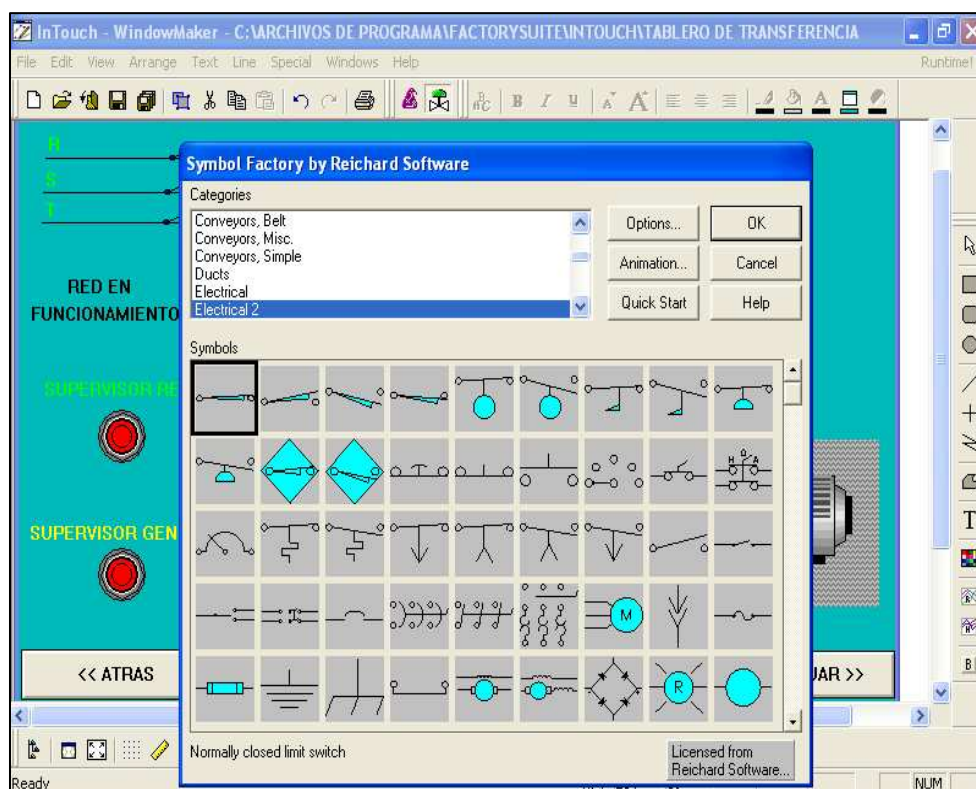 InTouch - WindowMaker - C:\ARCHIVOS DE PROGRAMA\FACTORYSUITE\INTOUCH\TABLERO DE TRANSFERENCIA
File Edit View Arrange Text Line Special Windows Help Runtime!
B I U A A A
R
S
T
RED EN
FUNCIONAMIENTO
SUPERVISOR RE
SUPERVISOR GEN
<< ATRAS
UAR >>
Symbol Factory by Reichard Software
Categories
Conveyors, Belt
Conveyors, Misc.
Conveyors, Simple
Ducts
Electrical
Electrical 2
Options... OK
Animation... Cancel
Quick Start Help
Symbols
H O A
M
R
Normally closed limit switch
Licensed from
Reichard Software...
T
B
Ready
NUM